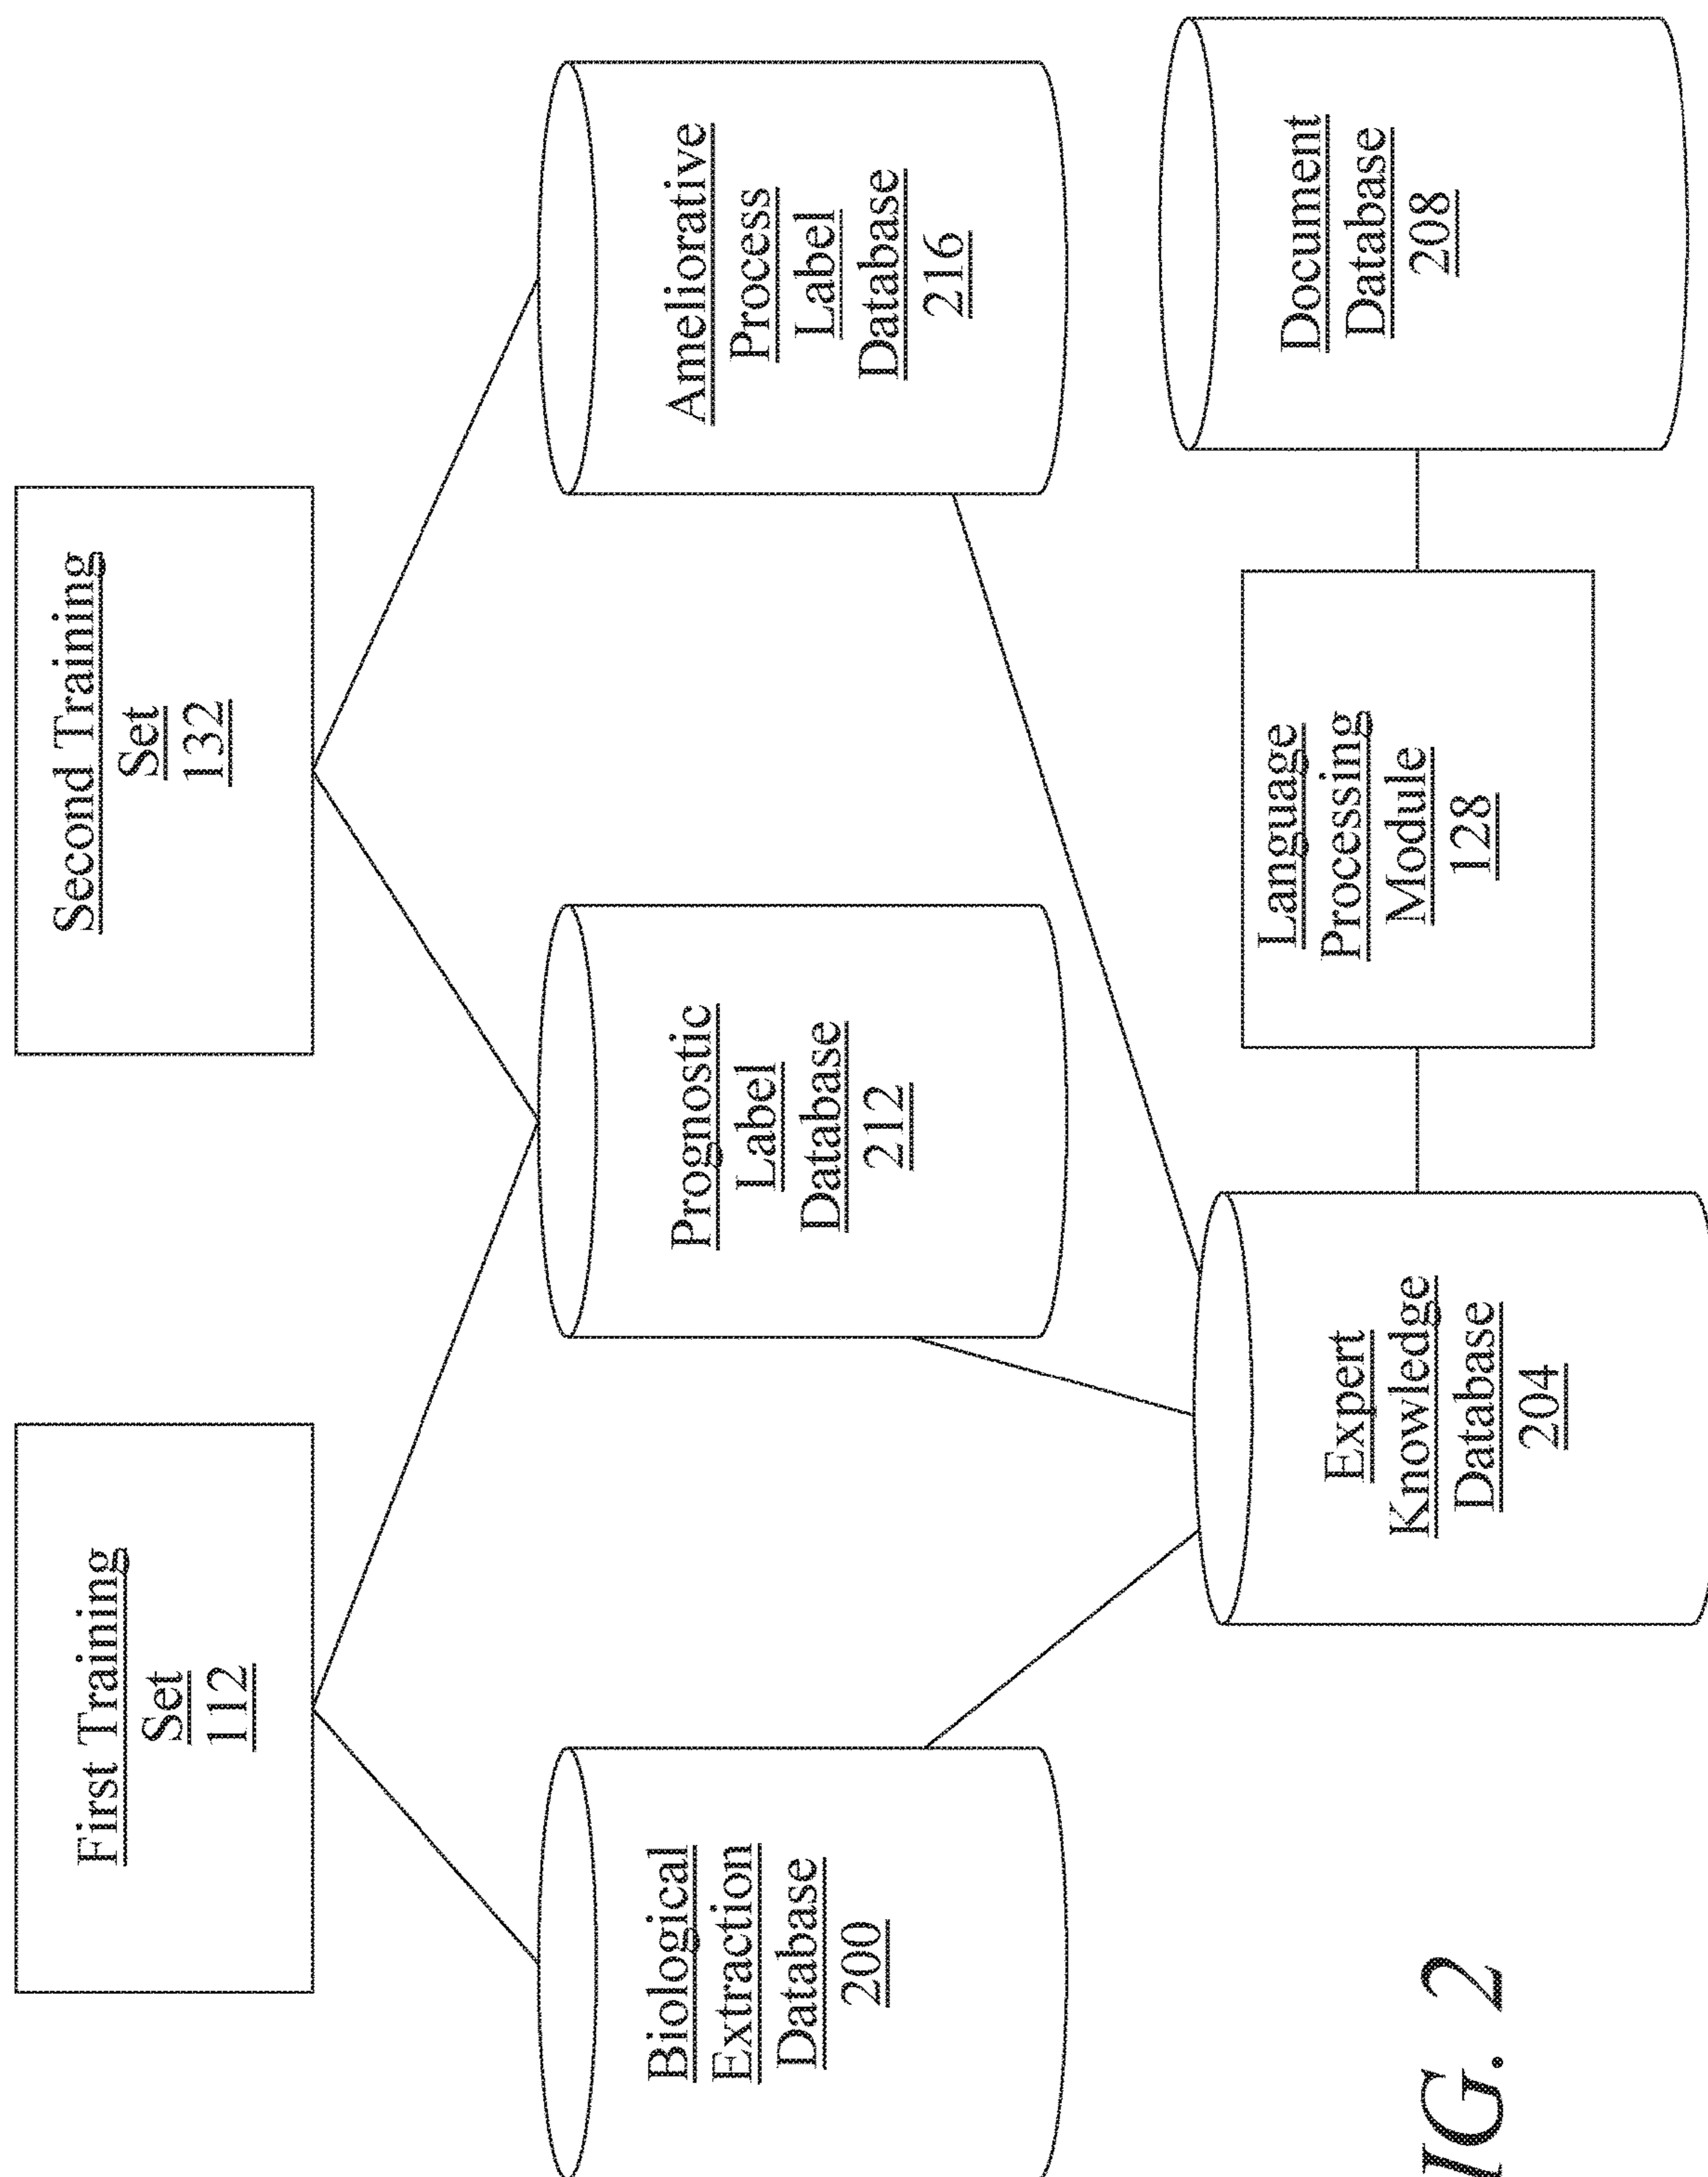 First Training
Set
112
Second Training
Set
132
Biological
Extraction
Database
200
Prognostic
Label
Database
212
Ameliorative
Process
Label
Database
216
Expert
Knowledge
Database
204
Language
Processing
Module
128
Document
Database
208
IG. 2